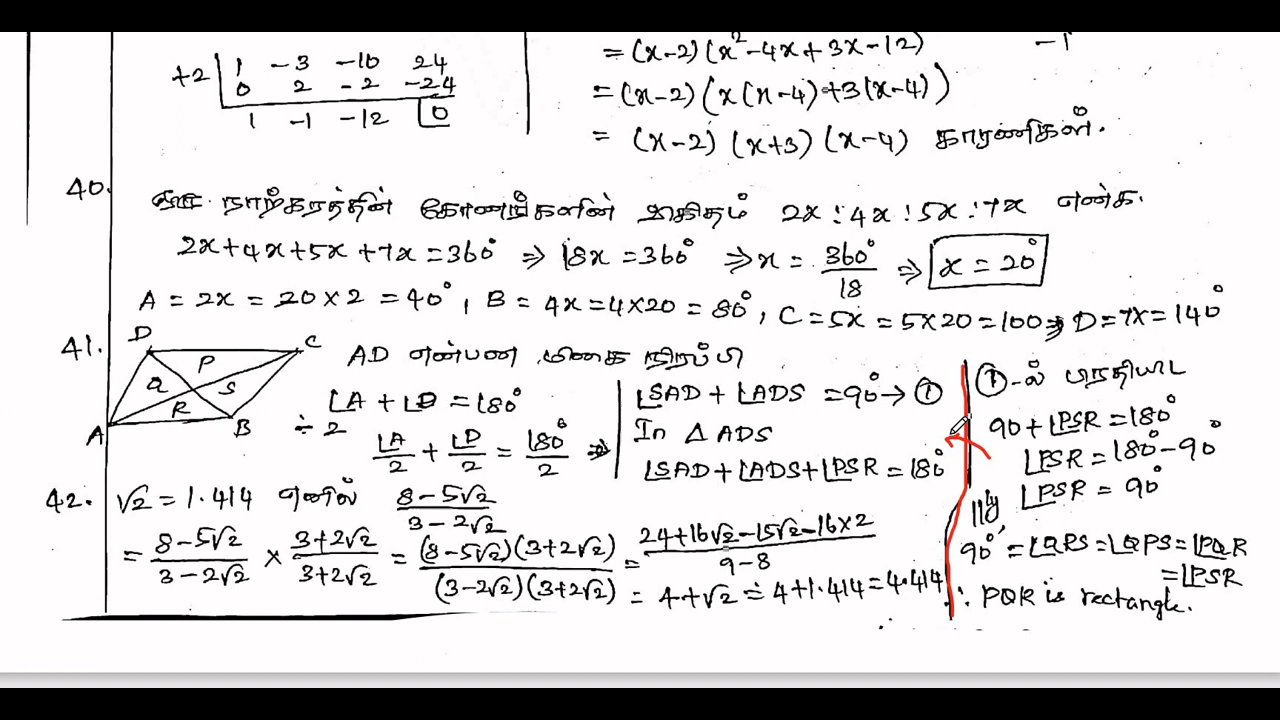 +2 | 1 -3 -10 24
0 2 -2 -24
1 -1 -12 0
= (x-2) (x²-4x+3x-12)
-1
= (x-2) (x(x-4)+3(x-4))
= (x-2) (x+3) (x-4) காரணிகள்.
40.
நாற்கரத்தின் கோணங்களின் விகிதம் 2x:4x:5x:7x என்க.
2x+4x+5x+7x=360° ⇒ 18x=360° ⇒ x = 360°/18 ⇒ x = 20°
A = 2x = 20×2 = 40°, B = 4x=4×20=80°, C=5x=5×20=100⇒ D=7x=140°
41.
D C P Q S R A B
AD என்பன மிகை நிரப்பி
∠A + ∠D = 180°
÷ 2
∠A/2 + ∠D/2 = 180°/2 ⇒
∠SAD + ∠ADS = 90° → ①
In △ADS
∠SAD+∠ADS+∠PSR=180°
①-ல் பிரதியிட
90+∠PSR=180°
∠PSR=180°-90°
∠PSR=90°
||ly
90°=∠QRS=∠QPS=∠PQR
=∠PSR
∴ PQR is rectangle.
42. √2=1.414 எனில் 8-5√2/3-2√2
= 8-5√2/3-2√2 × 3+2√2/3+2√2 = (8-5√2)(3+2√2)/(3-2√2)(3+2√2) = 24+16√2-15√2-16×2/9-8
= 4+√2 = 4+1.414=4.414